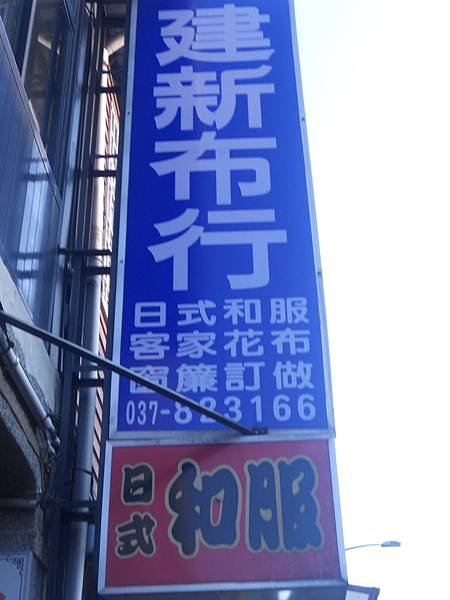 建新布行
日式和服
客家花布
窗簾訂做
037-823166
日式和服